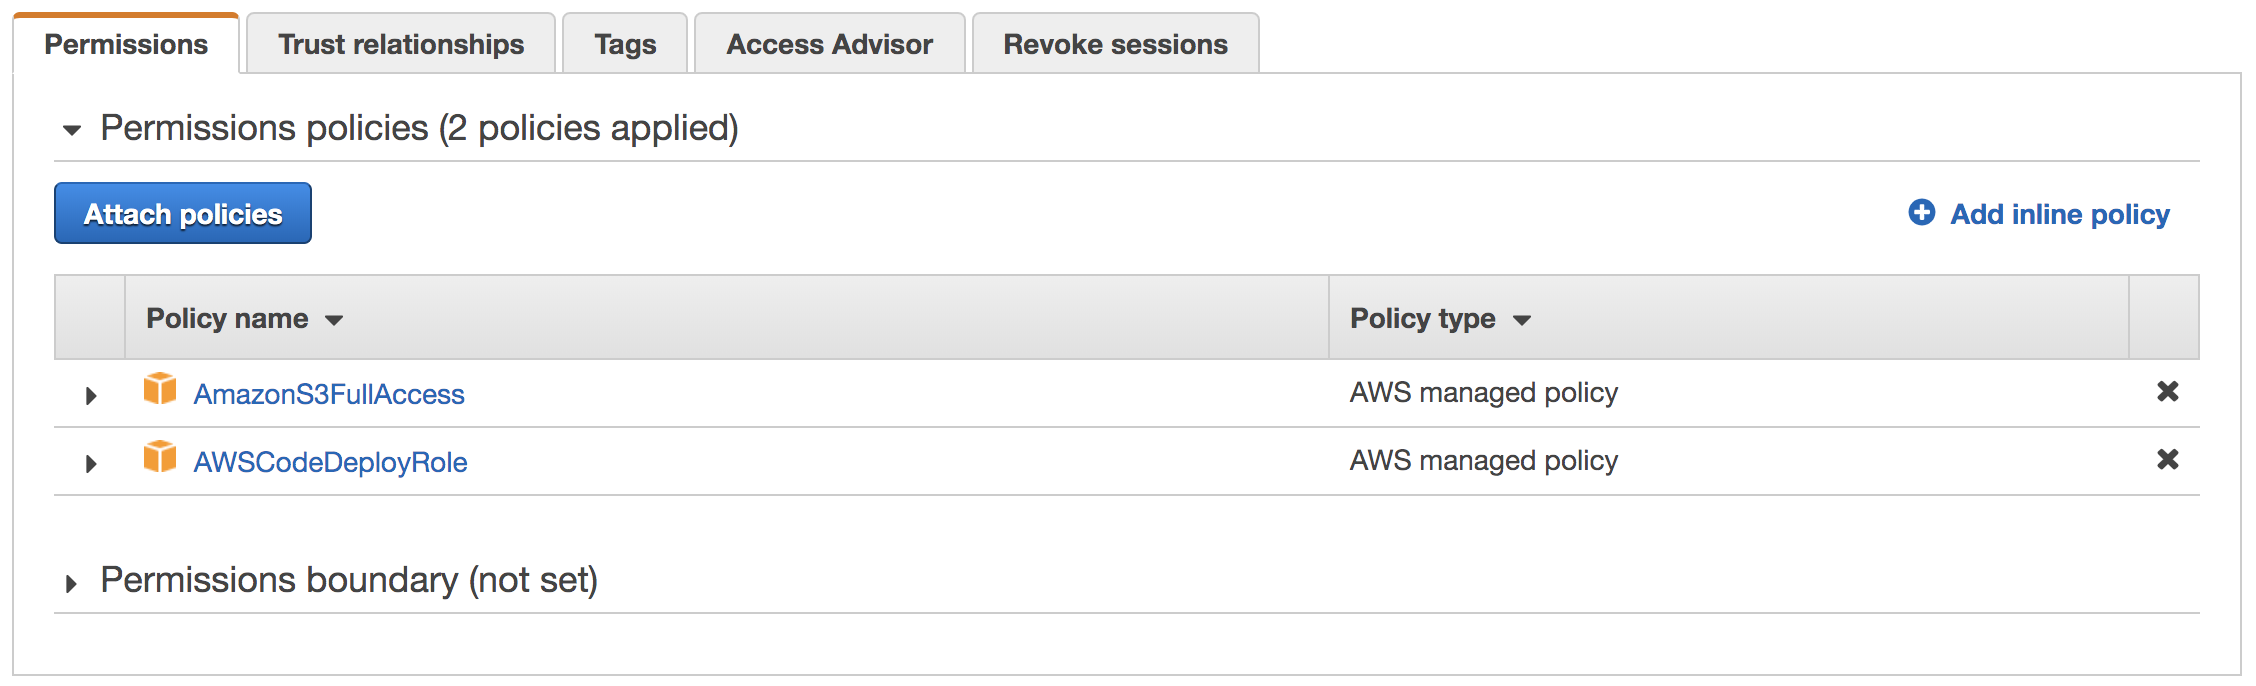 Permissions Trust relationships Tags Access Advisor Revoke sessions
Permissions policies (2 policies applied)
Attach policies Add inline policy
Policy name Policy type
AmazonS3FullAccess AWS managed policy
AWSCodeDeployRole AWS managed policy
Permissions boundary (not set)